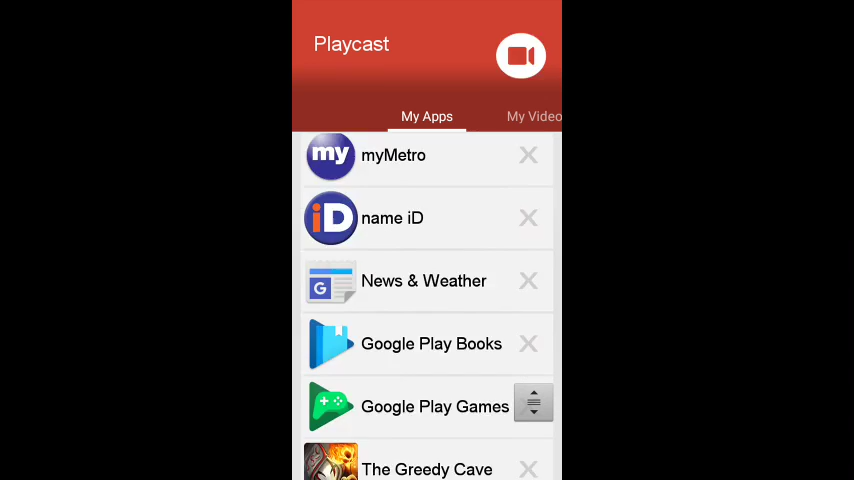 Playcast
My Apps
My Video
my
myMetro
iD
name iD
G
News & Weather
Google Play Books
Google Play Games
The Greedy Cave